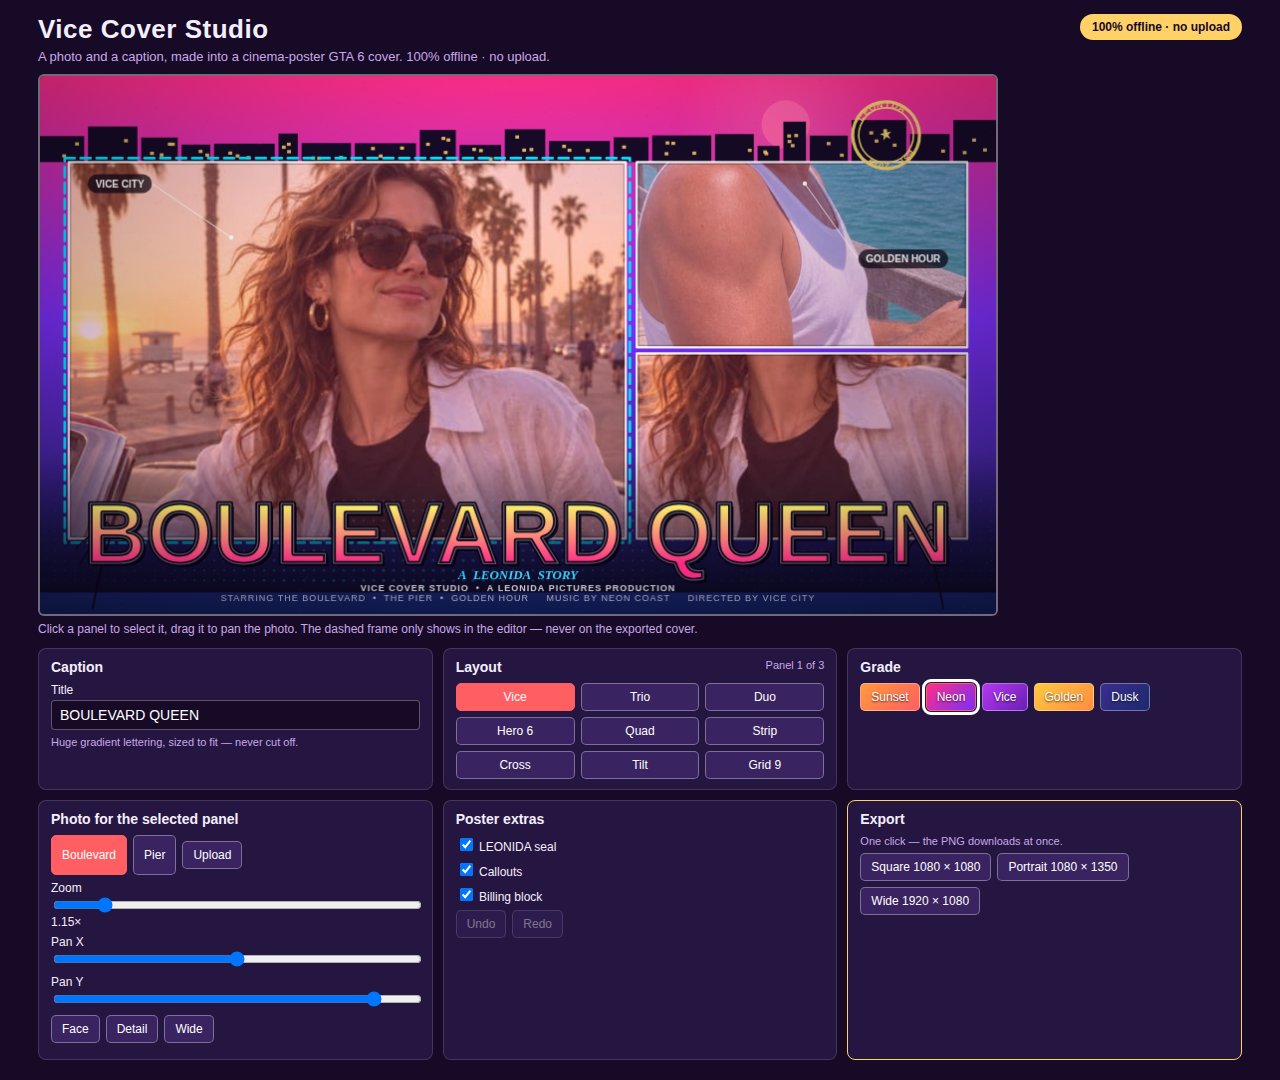 Vice Cover Studio
100% offline · no upload
A photo and a caption, made into a cinema-poster GTA 6 cover. 100% offline · no upload.
VICE CITY
GOLDEN HOUR
BOULEVARD QUEEN
A LEONIDA STORY
VICE COVER STUDIO • A LEONIDA PICTURES PRODUCTION
STARRING THE BOULEVARD • THE PIER • GOLDEN HOUR MUSIC BY NEON COAST DIRECTED BY VICE CITY
Click a panel to select it, drag it to pan the photo. The dashed frame only shows in the editor — never on the exported cover.
Caption
Title
BOULEVARD QUEEN
Huge gradient lettering, sized to fit — never cut off.
Layout
Panel 1 of 3
Vice
Trio
Duo
Hero 6
Quad
Strip
Cross
Tilt
Grid 9
Grade
Sunset
Neon
Vice
Golden
Dusk
Photo for the selected panel
Boulevard
Pier
Upload
Zoom
1.15×
Pan X
Pan Y
Face
Detail
Wide
Poster extras
LEONIDA seal
Callouts
Billing block
Undo
Redo
Export
One click — the PNG downloads at once.
Square 1080 × 1080
Portrait 1080 × 1350
Wide 1920 × 1080